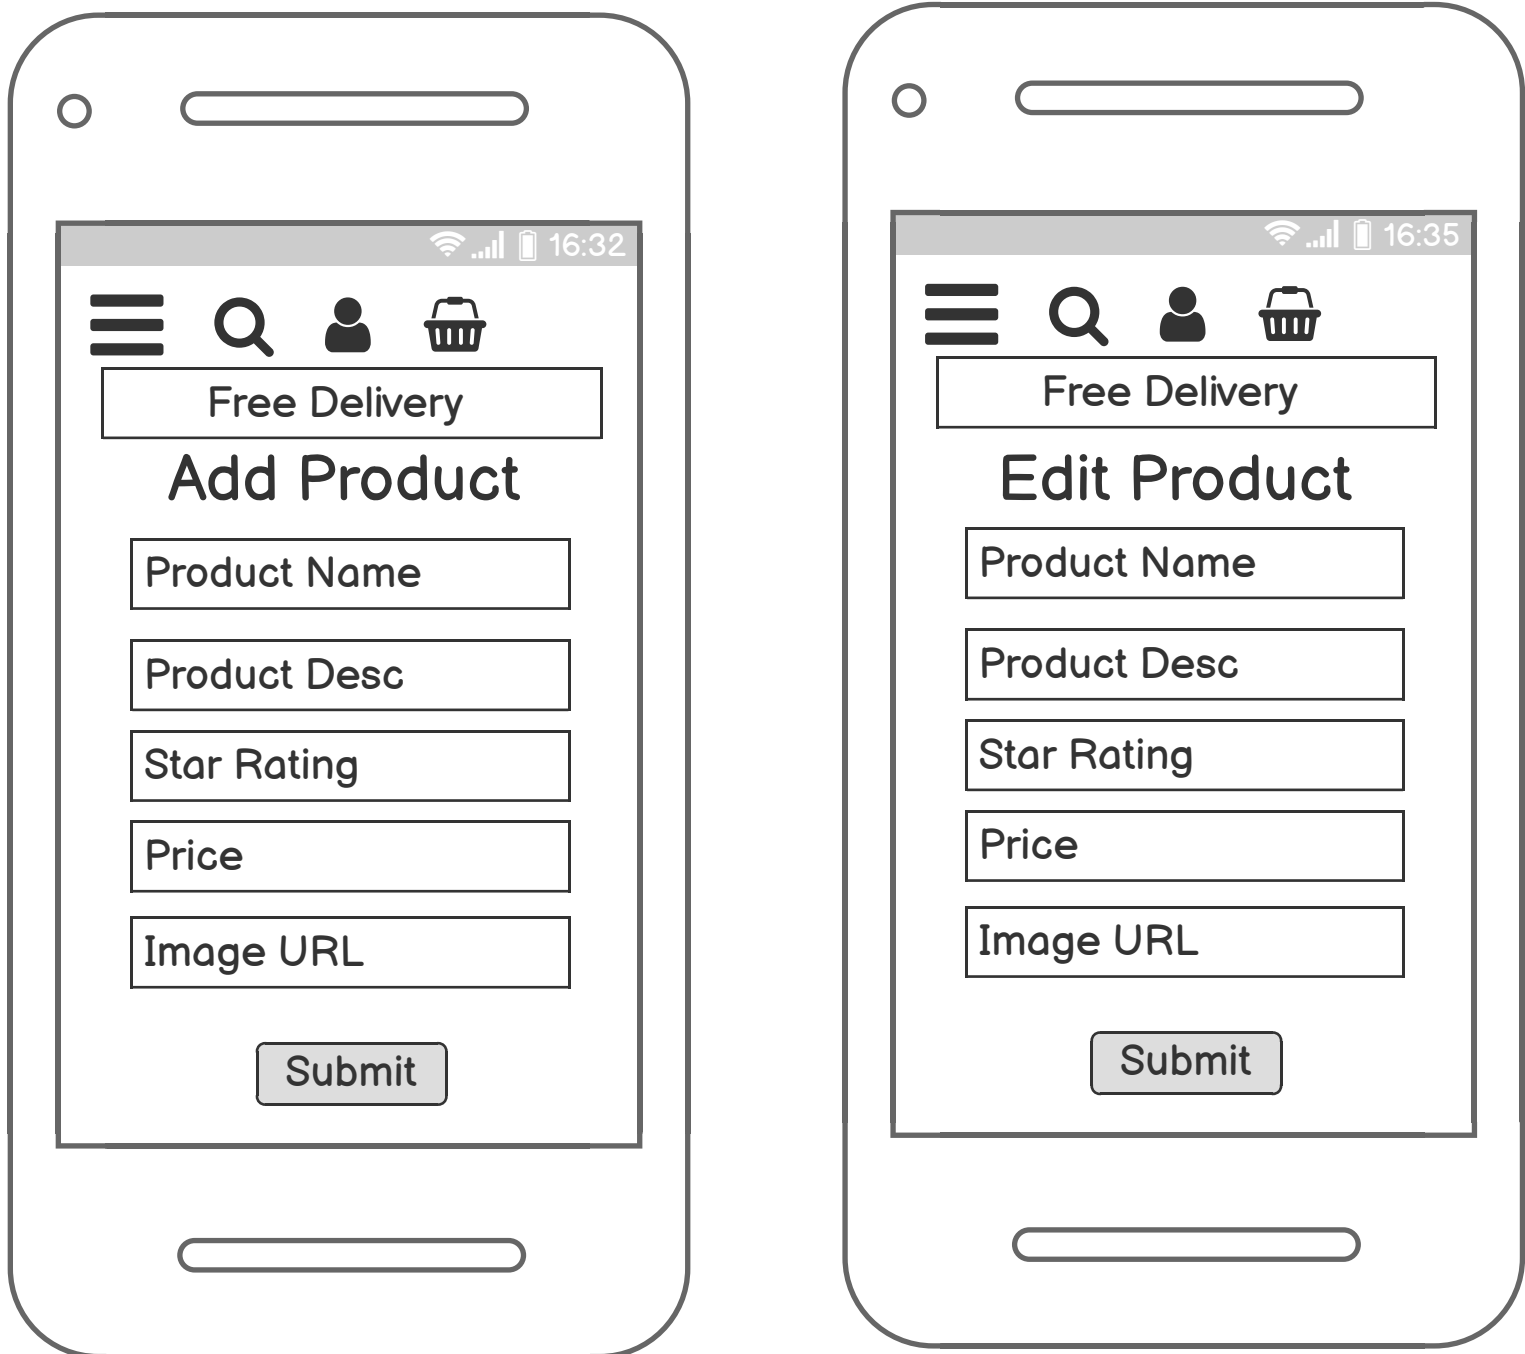 16:32
Free Delivery
Add Product
Product Name
Product Desc
Star Rating
Price
Image URL
Submit
16:35
Free Delivery
Edit Product
Product Name
Product Desc
Star Rating
Price
Image URL
Submit